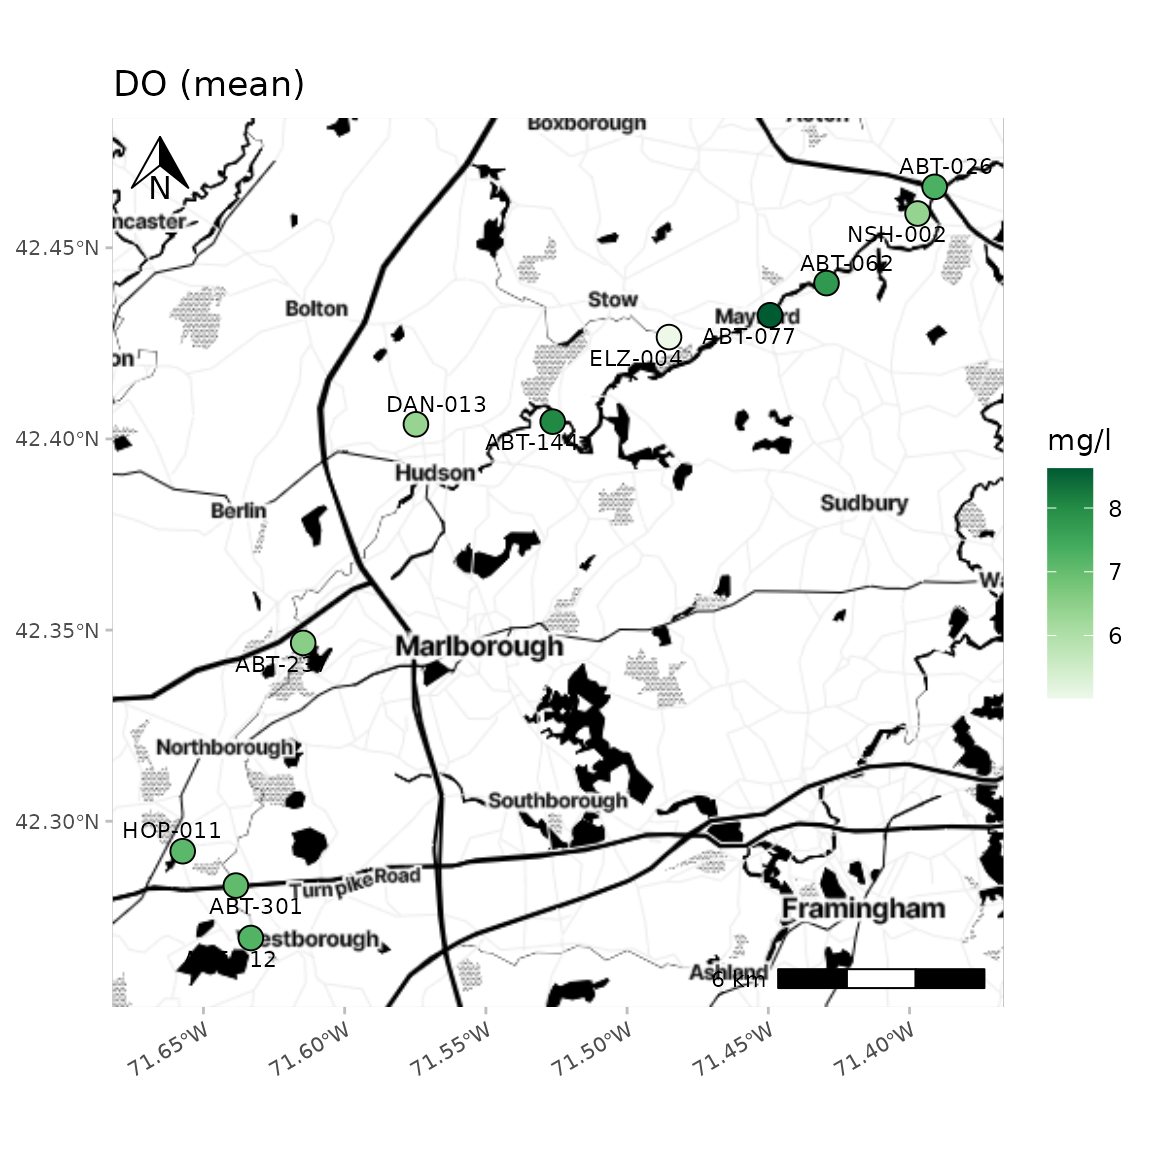 DO (mean)
Boxborough
Acton
ABT-026
N
ncaster
NSH-002
42.45°N
ABT-062
Stow
Bolton
Mayard
ABT-077
ELZ-004
on
DAN-013
42.40°N
ABT-144
mg/l
Hudson
Sudbury
Berlin
8
7
Wa
6
42.35°N
Marlborough
ABT-237
Northborough
Southborough
42.30°N
HOP-011
Turnpike Road
ABT-301
Framingham
estborough
12
Ashland
6 km
71.65°W
71.60°W
71.55°W
71.50°W
71.45°W
71.40°W